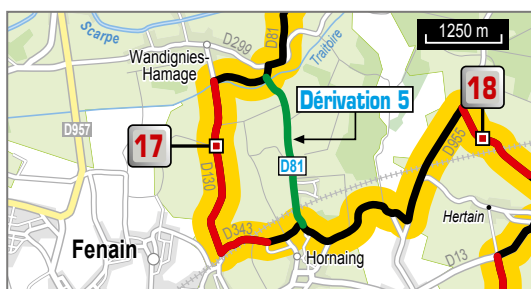 Scarpe
D299
D81
Traitoire
1250 m
Wandignies-
Hamage
Dérivation 5
18
D957
17
D955
D130
D81
Hertain
D343
Fenain
Hornaing
D13